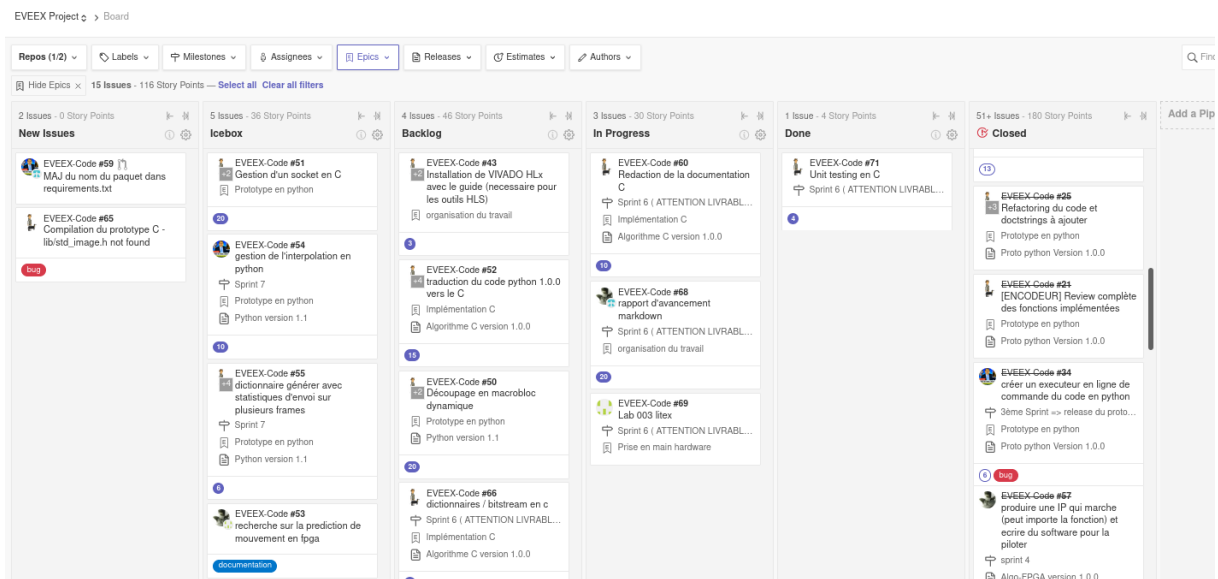 EVEEX Project > Board
Repos (1/2) Labels Milestones Assignees Epics Releases Estimates Authors
Hide Epics × 15 Issues - 116 Story Points — Select all Clear all filters
2 Issues - 0 Story Points
New Issues
EVEEX-Code #59
MAJ du nom du paquet dans
requirements.txt
EVEEX-Code #65
Compilation du prototype C -
lib/std_image.h not found
bug
5 Issues - 36 Story Points
Icebox
EVEEX-Code #51
+2
Gestion d'un socket en C
Prototype en python
20
EVEEX-Code #54
gestion de l'interpolation en
python
Sprint 7
Prototype en python
Python version 1.1
10
EVEEX-Code #55
+4
dictionnaire générer avec
statistiques d'envoi sur
plusieurs frames
Sprint 7
Prototype en python
Python version 1.1
6
EVEEX-Code #53
recherche sur la prediction de
mouvement en fpga
documentation
4 Issues - 46 Story Points
Backlog
EVEEX-Code #43
+2
Installation de VIVADO HLx
avec le guide (necessaire pour
les outils HLS)
organisation du travail
3
EVEEX-Code #52
+4
traduction du code python 1.0.0
vers le C
Implémentation C
Algorithme C version 1.0.0
15
EVEEX-Code #50
+2
Découpage en macrobloc
dynamique
Prototype en python
Python version 1.1
20
EVEEX-Code #66
dictionnaires / bitstream en c
Sprint 6 ( ATTENTION LIVRABL...
Implémentation C
Algorithme C version 1.0.0
3 Issues - 30 Story Points
In Progress
EVEEX-Code #60
Redaction de la documentation
C
Sprint 6 ( ATTENTION LIVRABL...
Implémentation C
Algorithme C version 1.0.0
10
EVEEX-Code #68
rapport d'avancement
markdown
Sprint 6 ( ATTENTION LIVRABL...
organisation du travail
20
EVEEX-Code #69
Lab 003 litex
Sprint 6 ( ATTENTION LIVRABL...
Prise en main hardware
1 Issue - 4 Story Points
Done
EVEEX-Code #71
Unit testing en C
Sprint 6 ( ATTENTION LIVRABL...
4
51+ Issues - 180 Story Points
Closed
13
EVEEX-Code #25
Refactoring du code et
doctstrings à ajouter
Prototype en python
Proto python Version 1.0.0
EVEEX-Code #21
[ENCODEUR] Review complète
des fonctions implémentées
Prototype en python
Proto python Version 1.0.0
EVEEX-Code #34
créer un executeur en ligne de
commande du code en python
3ème Sprint => release du proto...
Prototype en python
Proto python Version 1.0.0
6 bug
EVEEX-Code #57
produire une IP qui marche
(peut importe la fonction) et
ecrire du software pour la
piloter
sprint 4
Algo-FPGA version 1.0.0
Add a Pip
Find